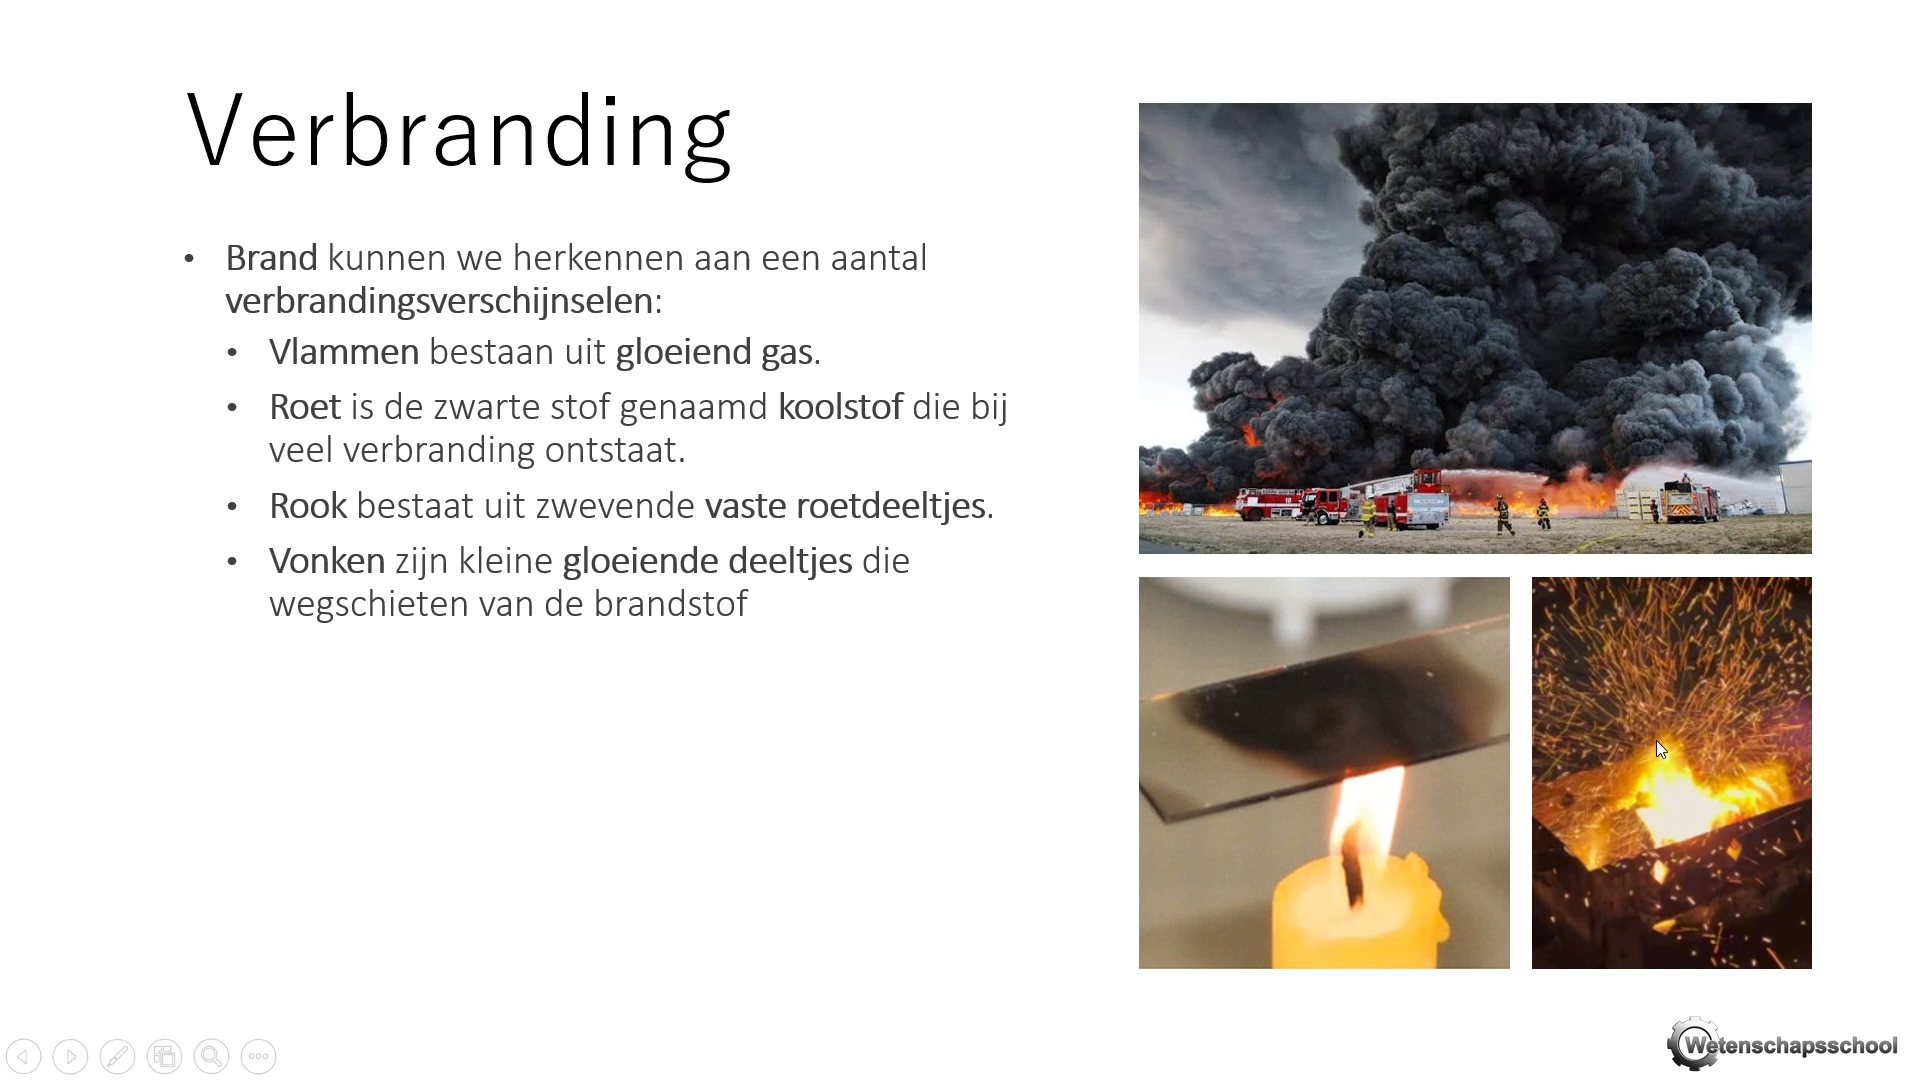 Verbranding
• Brand kunnen we herkennen aan een aantal
verbrandingsverschijnselen:
• Vlammen bestaan uit gloeiend gas.
• Roet is de zwarte stof genaamd koolstof die bij
veel verbranding ontstaat.
• Rook bestaat uit zwevende vaste roetdeeltjes.
• Vonken zijn kleine gloeiende deeltjes die
wegschieten van de brandstof
Wetenschapsschool